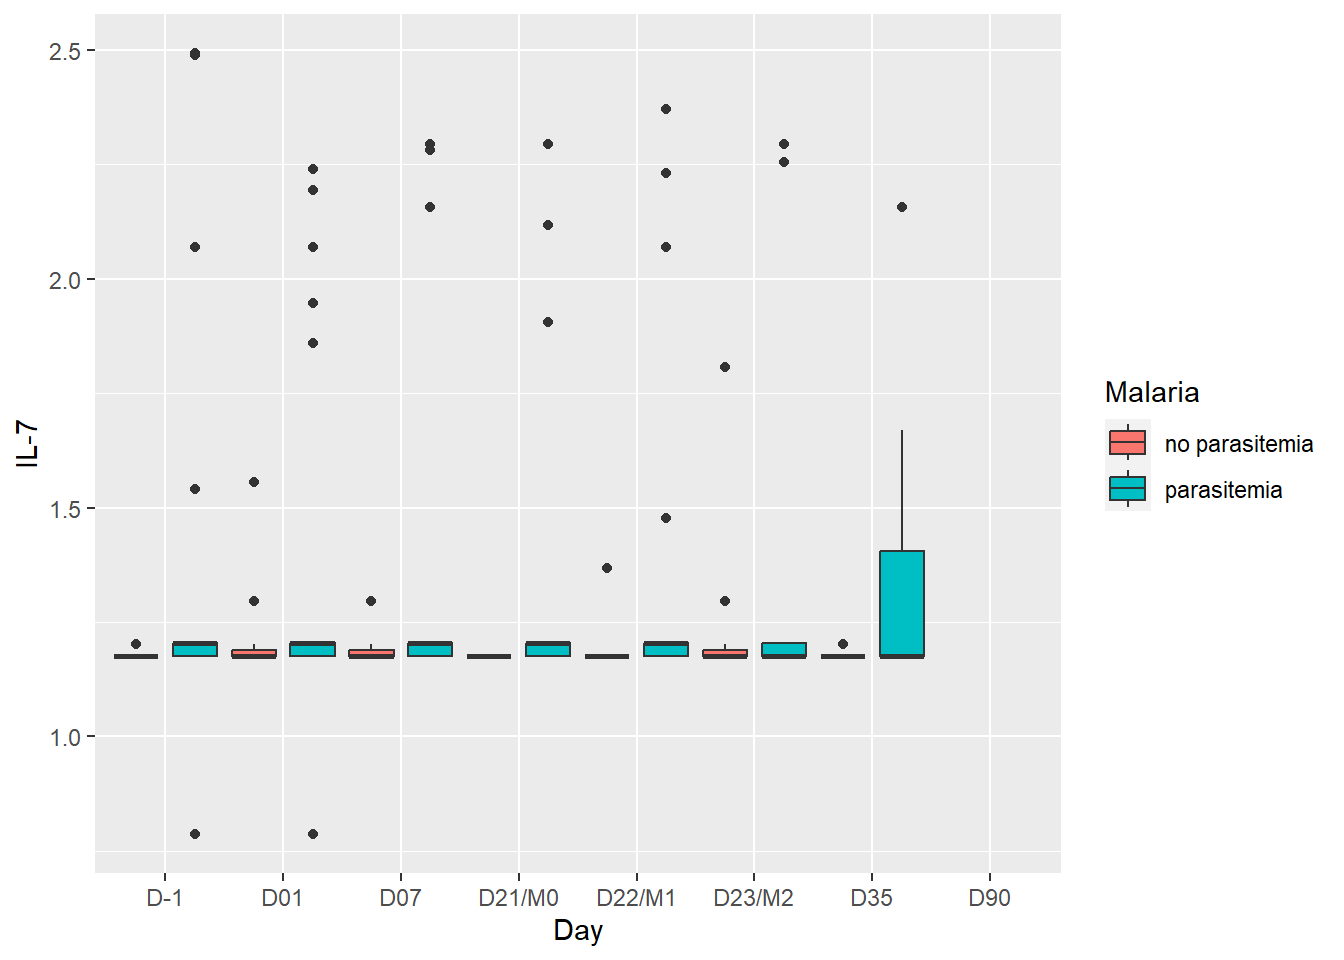 IL-7
2.5
2.0
1.5
1.0
D-1 D01 D07 D21/M0 D22/M1 D23/M2 D35 D90
Day
Malaria
no parasitemia
parasitemia